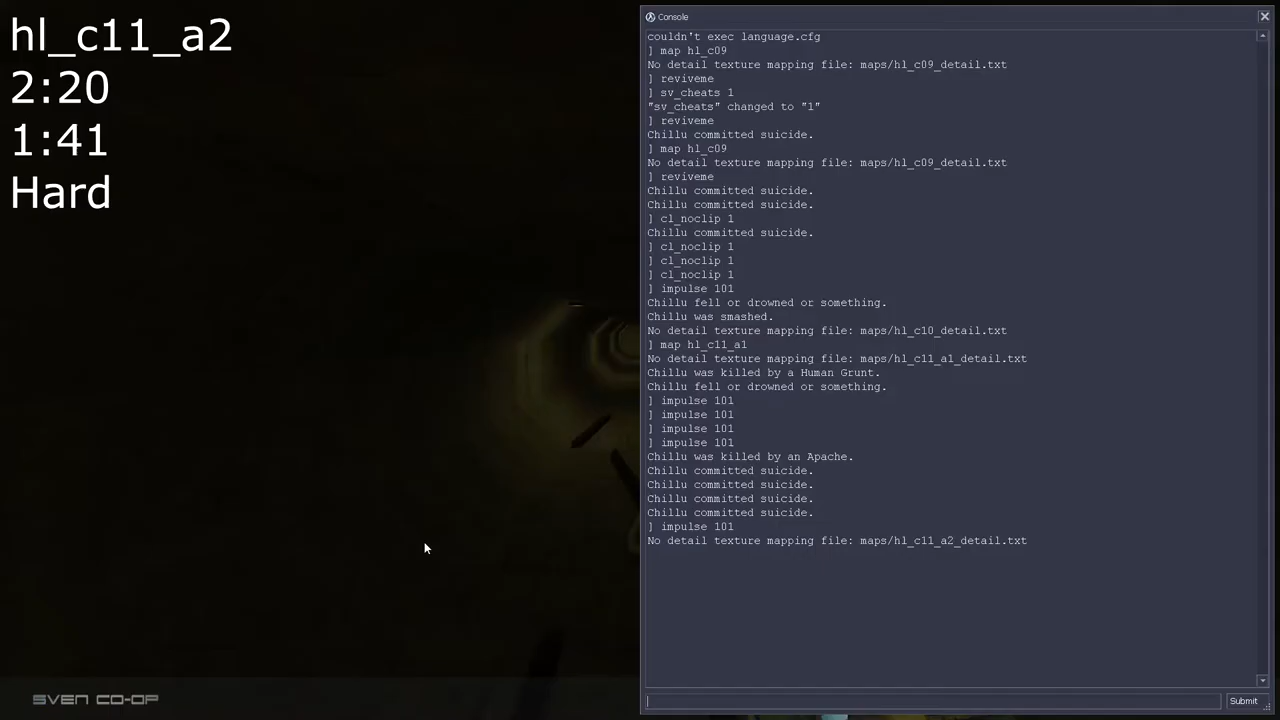 hl_c11_a2
2:20
1:41
Hard
Console
couldn't exec language.cfg
] map hl_c09
No detail texture mapping file: maps/hl_c09_detail.txt
] reviveme
] sv_cheats 1
"sv_cheats" changed to "1"
] reviveme
Chillu committed suicide.
] map hl_c09
No detail texture mapping file: maps/hl_c09_detail.txt
] reviveme
Chillu committed suicide.
Chillu committed suicide.
] cl_noclip 1
Chillu committed suicide.
] cl_noclip 1
] cl_noclip 1
] cl_noclip 1
] impulse 101
Chillu fell or drowned or something.
Chillu was smashed.
No detail texture mapping file: maps/hl_c10_detail.txt
] map hl_c11_a1
No detail texture mapping file: maps/hl_c11_a1_detail.txt
Chillu was killed by a Human Grunt.
Chillu fell or drowned or something.
] impulse 101
] impulse 101
] impulse 101
] impulse 101
Chillu was killed by an Apache.
Chillu committed suicide.
Chillu committed suicide.
Chillu committed suicide.
Chillu committed suicide.
] impulse 101
No detail texture mapping file: maps/hl_c11_a2_detail.txt
SVEN CO-OP
Submit